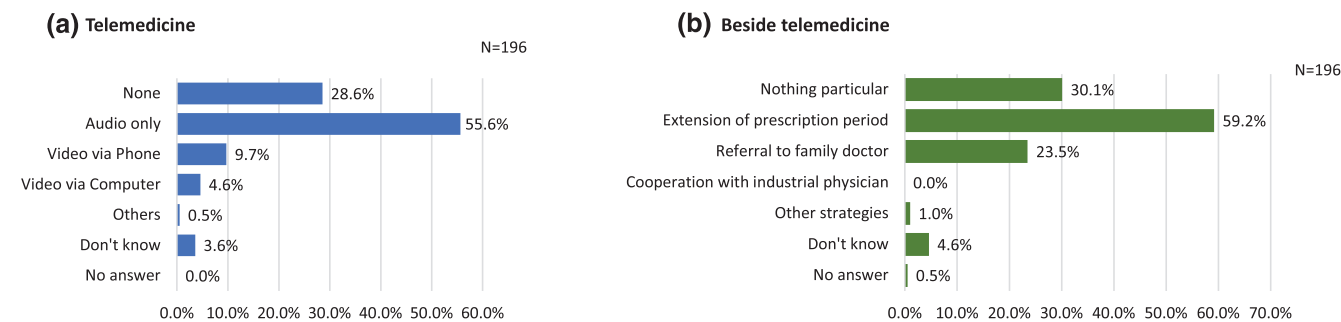 (a) Telemedicine
N=196
None 28.6%
Audio only 55.6%
Video via Phone 9.7%
Video via Computer 4.6%
Others 0.5%
Don't know 3.6%
No answer 0.0%
0.0% 10.0% 20.0% 30.0% 40.0% 50.0% 60.0%
(b) Beside telemedicine
N=196
Nothing particular 30.1%
Extension of prescription period 59.2%
Referral to family doctor 23.5%
Cooperation with industrial physician 0.0%
Other strategies 1.0%
Don't know 4.6%
No answer 0.5%
0.0% 10.0% 20.0% 30.0% 40.0% 50.0% 60.0% 70.0%